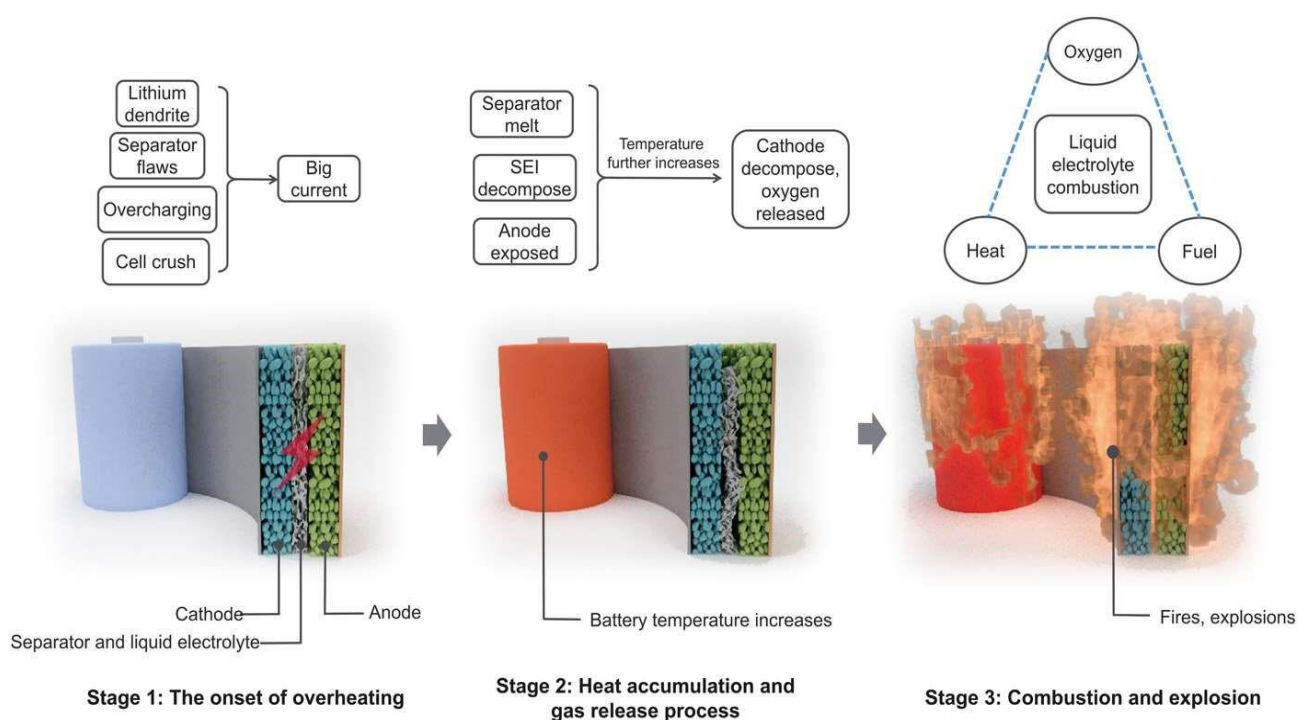 Lithium
dendrite
Separator
flaws
Overcharging
Cell crush
Big
current
Separator
melt
SEI
decompose
Anode
exposed
Temperature
further increases
Cathode
decompose,
oxygen
released
Oxygen
Liquid
electrolyte
combustion
Heat
Fuel
Cathode
Anode
Separator and liquid electrolyte
Battery temperature increases
Fires, explosions
Stage 1: The onset of overheating
Stage 2: Heat accumulation and
gas release process
Stage 3: Combustion and explosion